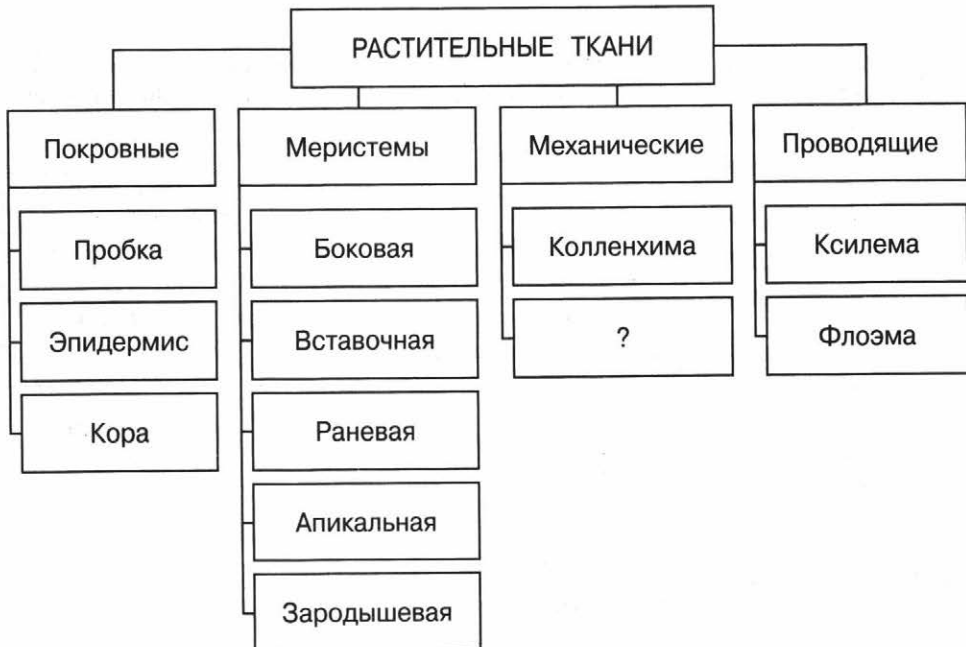 РАСТИТЕЛЬНЫЕ ТКАНИ
Покровные
Меристемы
Механические
Проводящие
Пробка
Боковая
Колленхима
Ксилема
Эпидермис
Вставочная
?
Флоэма
Кора
Раневая
Апикальная
Зародышевая